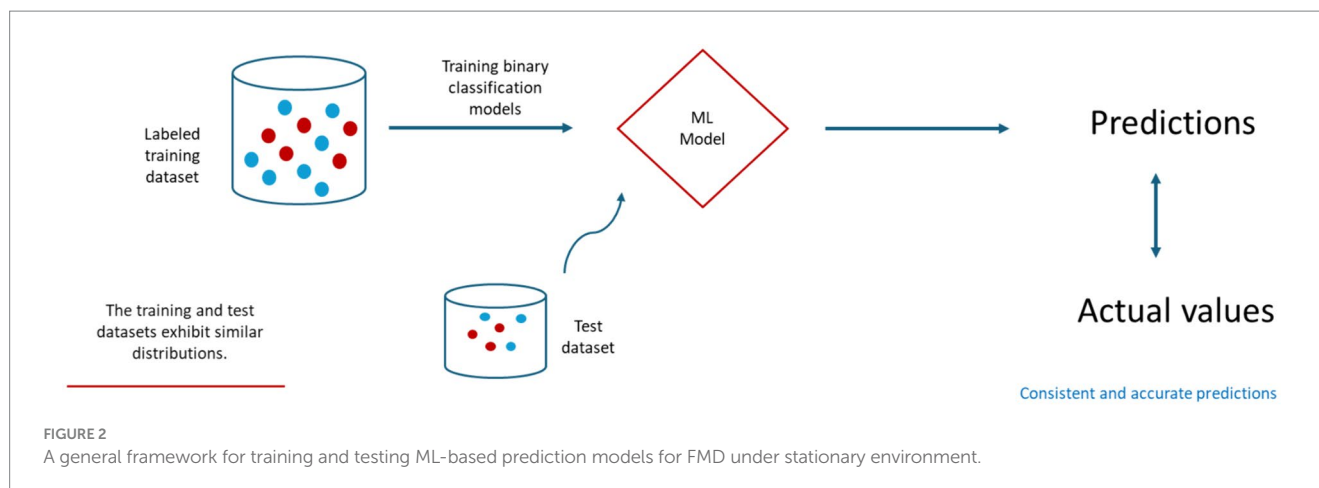 Labeled
training
dataset
Training binary
classification
models
ML
Model
Predictions
The training and test
datasets exhibit similar
distributions.
Test
dataset
Actual values
Consistent and accurate predictions
FIGURE 2
A general framework for training and testing ML-based prediction models for FMD under stationary environment.